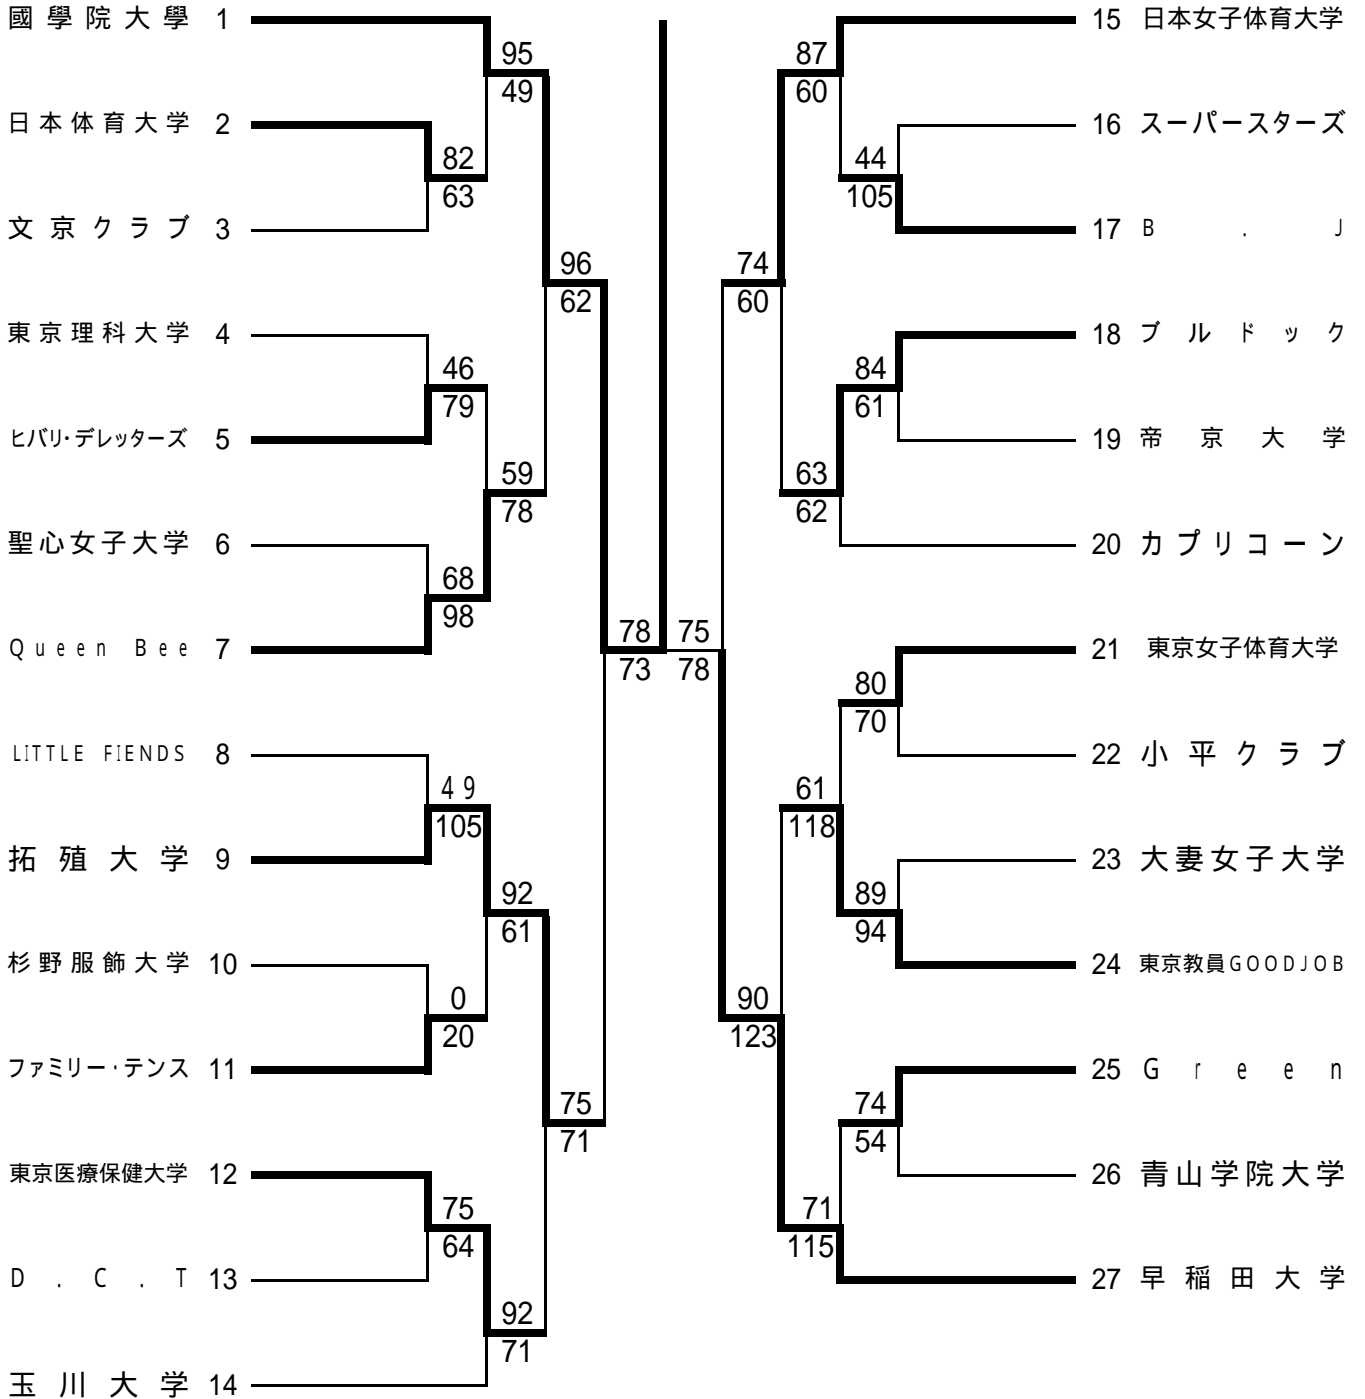 國學院大學 1
95
49
日本体育大学 2
82
63
文京クラブ 3
96
62
東京理科大学 4
46
79
ヒバリ・デレッターズ 5
59
78
聖心女子大学 6
68
98
Queen Bee 7
78
73
LITTLE FIENDS 8
49
105
拓殖大学 9
92
61
杉野服飾大学 10
0
20
ファミリー・テンス 11
75
71
東京医療保健大学 12
75
64
D.C.T 13
92
71
玉川大学 14
15 日本女子体育大学
87
60
16 スーパースターズ
44
105
17 B.J
74
60
18 ブルドック
84
61
19 帝京大学
63
62
20 カプリコーン
75
78
21 東京女子体育大学
80
70
22 小平クラブ
61
118
23 大妻女子大学
89
94
24 東京教員GOODJOB
90
123
25 Green
74
54
26 青山学院大学
71
115
27 早稲田大学